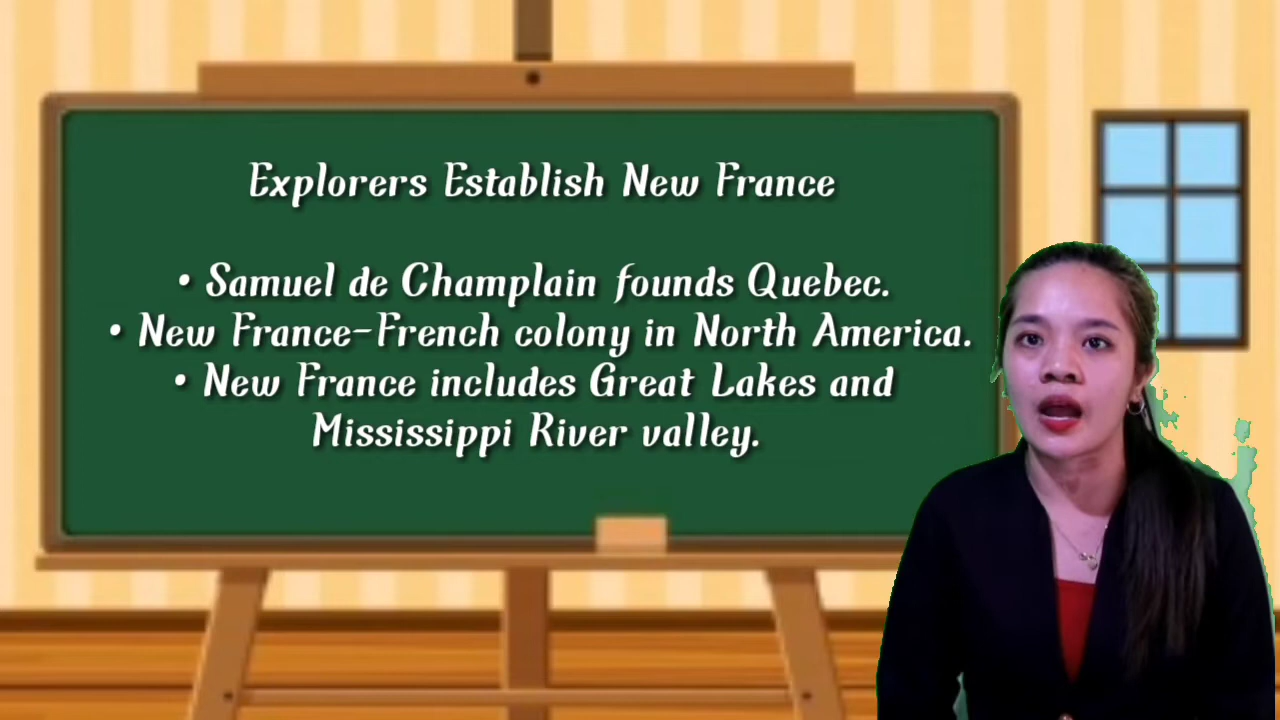 Explorers Establish New France
• Samuel de Champlain founds Quebec.
• New France-French colony in North America.
• New France includes Great Lakes and
Mississippi River valley.